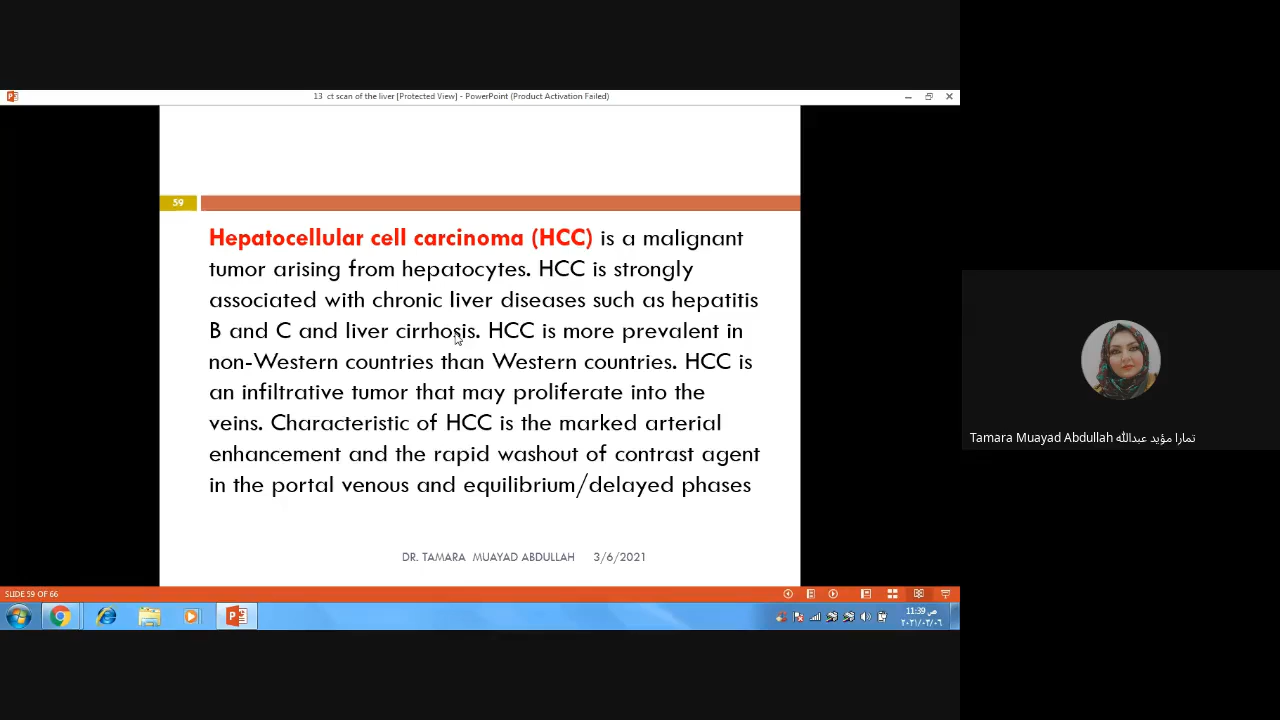 13 ct scan of the liver [Protected View] - PowerPoint (Product Activation Failed)
59
Hepatocellular cell carcinoma (HCC) is a malignant
tumor arising from hepatocytes. HCC is strongly
associated with chronic liver diseases such as hepatitis
B and C and liver cirrhosis. HCC is more prevalent in
non-Western countries than Western countries. HCC is
an infiltrative tumor that may proliferate into the
veins. Characteristic of HCC is the marked arterial
enhancement and the rapid washout of contrast agent
in the portal venous and equilibrium/delayed phases
DR. TAMARA MUAYAD ABDULLAH 3/6/2021
Tamara Muayad Abdullah تمارا مؤيد عبدالله
SLIDE 59 OF 66
11:39 ص
٢٠٢١/٠٣/٠٦